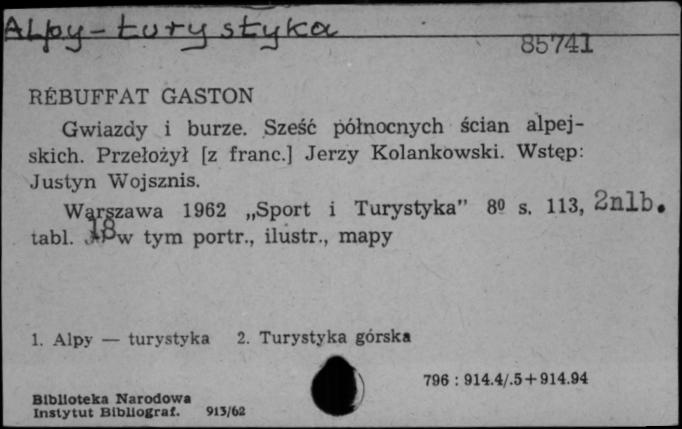 Alpy - turystyka
85741
RÉBUFFAT GASTON
Gwiazdy i burze. Sześć północnych ścian alpej-
skich. Przełożył [z franc.] Jerzy Kolankowski. Wstęp:
Justyn Wojsznis.
Warszawa 1962 „Sport i Turystyka” 8º s. 113, 2nlb.
tabl. 18 w tym portr., ilustr., mapy
1. Alpy — turystyka 2. Turystyka górska
796 : 914.4/.5+914.94
Biblioteka Narodowa
Instytut Bibliograf. 913/62